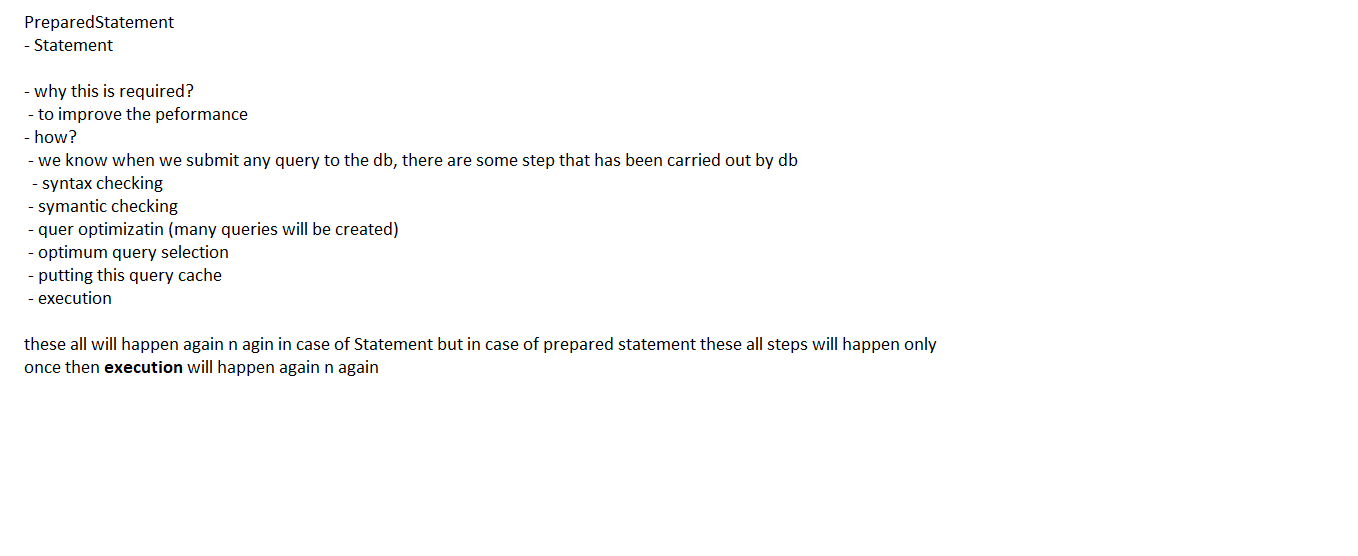 PreparedStatement
- Statement
- why this is required?
- to improve the peformance
- how?
- we know when we submit any query to the db, there are some step that has been carried out by db
- syntax checking
- symantic checking
- quer optimizatin (many queries will be created)
- optimum query selection
- putting this query cache
- execution
these all will happen again n agin in case of Statement but in case of prepared statement these all steps will happen only
once then execution will happen again n again